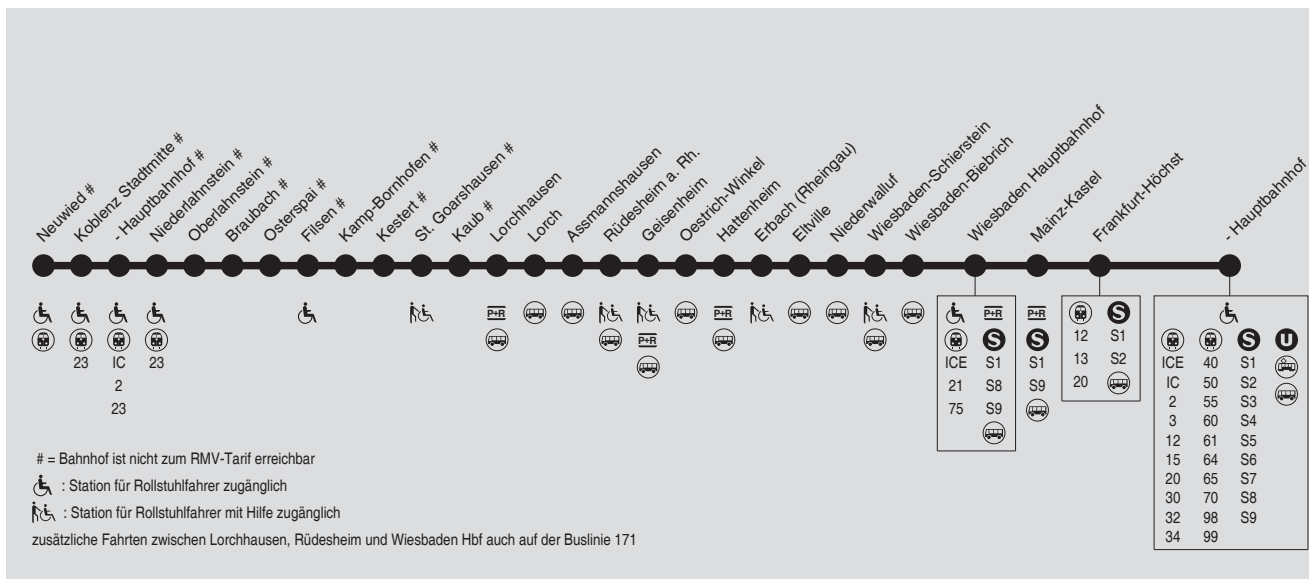 Neuwied #
Koblenz Stadtmitte #
- Hauptbahnhof #
Niederlahnstein #
Oberlahnstein #
Braubach #
Osterspai #
Filsen #
Kamp-Bornhofen #
Kestert #
St. Goarshausen #
Kaub #
Lorchhausen
Lorch
Assmannshausen
Rüdesheim a. Rh.
Geisenheim
Oestrich-Winkel
Hattenheim
Erbach (Rheingau)
Eltville
Niederwalluf
Wiesbaden-Schierstein
Wiesbaden-Biebrich
Wiesbaden Hauptbahnhof
Mainz-Kastel
Frankfurt-Höchst
- Hauptbahnhof
23
IC
2
23
23
P+R
P+R
P+R
P+R
S
ICE S1
21 S8
75 S9
P+R
S
S1
S9
S
12 S1
13 S2
20
S U
ICE 40 S1
IC 50 S2
2 55 S3
3 60 S4
12 61 S5
15 64 S6
20 65 S7
30 70 S8
32 98 S9
34 99
# = Bahnhof ist nicht zum RMV-Tarif erreichbar
: Station für Rollstuhlfahrer zugänglich
: Station für Rollstuhlfahrer mit Hilfe zugänglich
zusätzliche Fahrten zwischen Lorchhausen, Rüdesheim und Wiesbaden Hbf auch auf der Buslinie 171